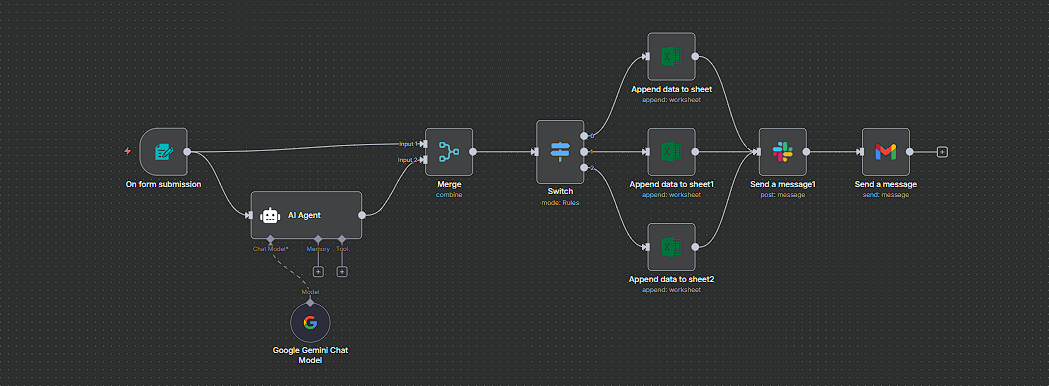 On form submission
AI Agent
Chat Model*
Memory
Tool
Model
Google Gemini Chat
Model
Input 1
Input 2
Merge
combine
Switch
mode: Rules
0
1
2
Append data to sheet
append: worksheet
Append data to sheet1
append: worksheet
Append data to sheet2
append: worksheet
Send a message1
post: message
Send a message
send: message